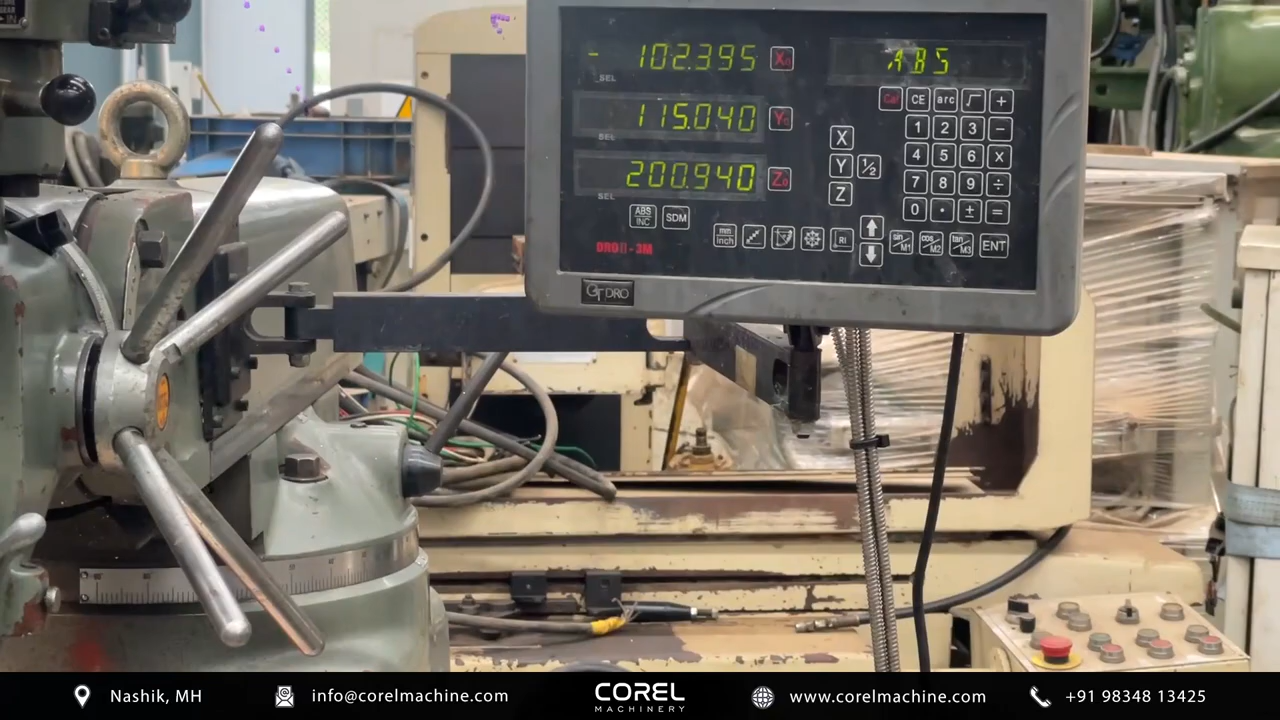 - 102.395 X0 ABS
SEL
115.040 Y0
SEL
200.940 Z0
SEL
CE arc √ +
1 2 3 −
4 5 6 X
7 8 9 ÷
0 . ± =
X
Y 1/2
Z
ABS
INC SDM
mm
inch
RI
sin
M1
cos
M2
tan
M3
ENT
DRO II - 3M
GT DRO
Nashik, MH
info@corelmachine.com
COREL
MACHINERY
www.corelmachine.com
+91 98348 13425